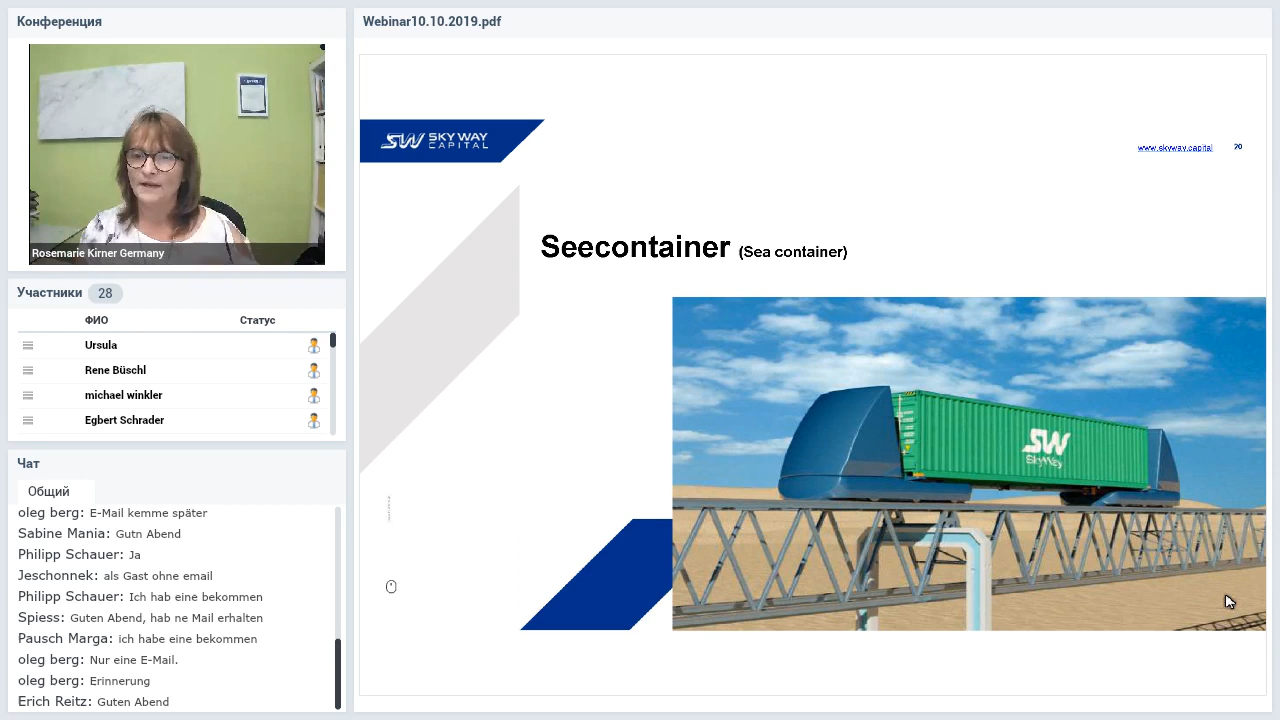 Конференция
Rosemarie Kirner Germany
Участники 28
ФИО Статус
Ursula
Rene Büschl
michael winkler
Egbert Schrader
Чат
Общий
oleg berg: E-Mail kemme später
Sabine Mania: Gutn Abend
Philipp Schauer: Ja
Jeschonnek: als Gast ohne email
Philipp Schauer: Ich hab eine bekommen
Spiess: Guten Abend, hab ne Mail erhalten
Pausch Marga: ich habe eine bekommen
oleg berg: Nur eine E-Mail.
oleg berg: Erinnerung
Erich Reitz: Guten Abend
Webinar10.10.2019.pdf
SW SKY WAY
CAPITAL
www.skyway.capital 20
Seecontainer (Sea container)
SW
SkyWay